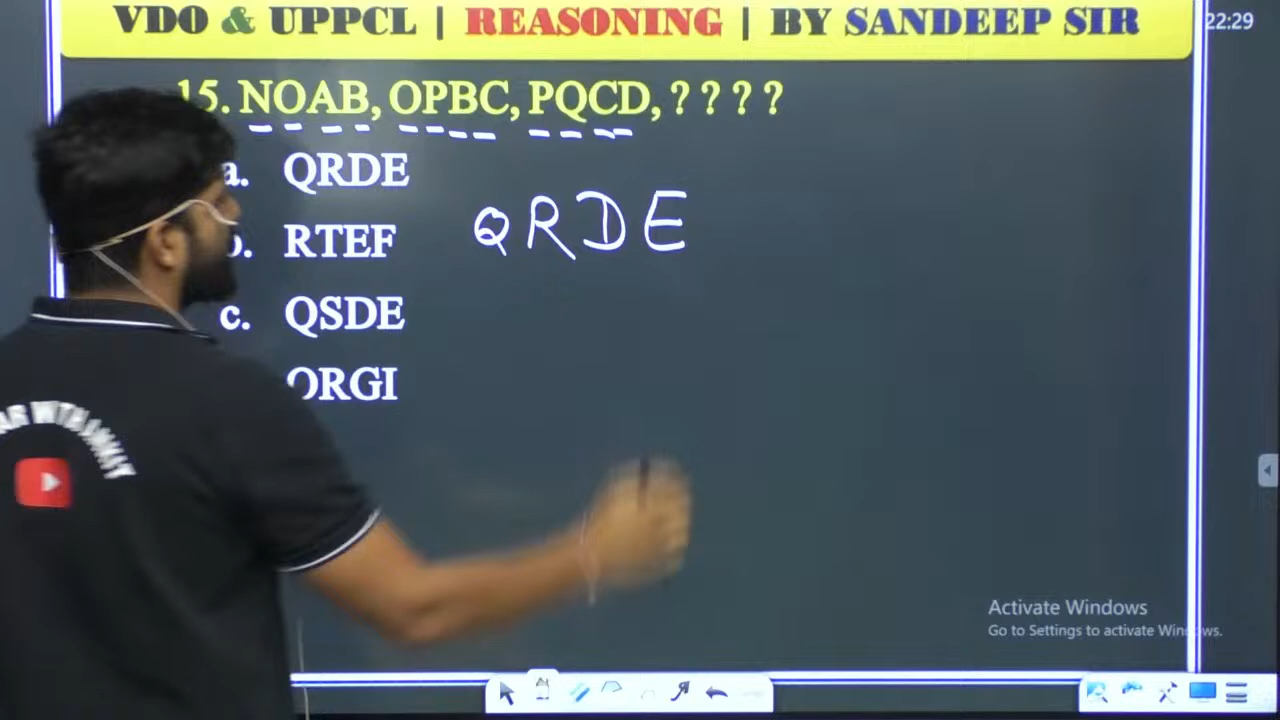 VDO & UPPCL | REASONING | BY SANDEEP SIR
22:29
15. NOAB, OPBC, PQCD, ? ? ? ?
a. QRDE
b. RTEF
QRDE
c. QSDE
QRGI
WITH
Activate Windows
Go to Settings to activate Windows.